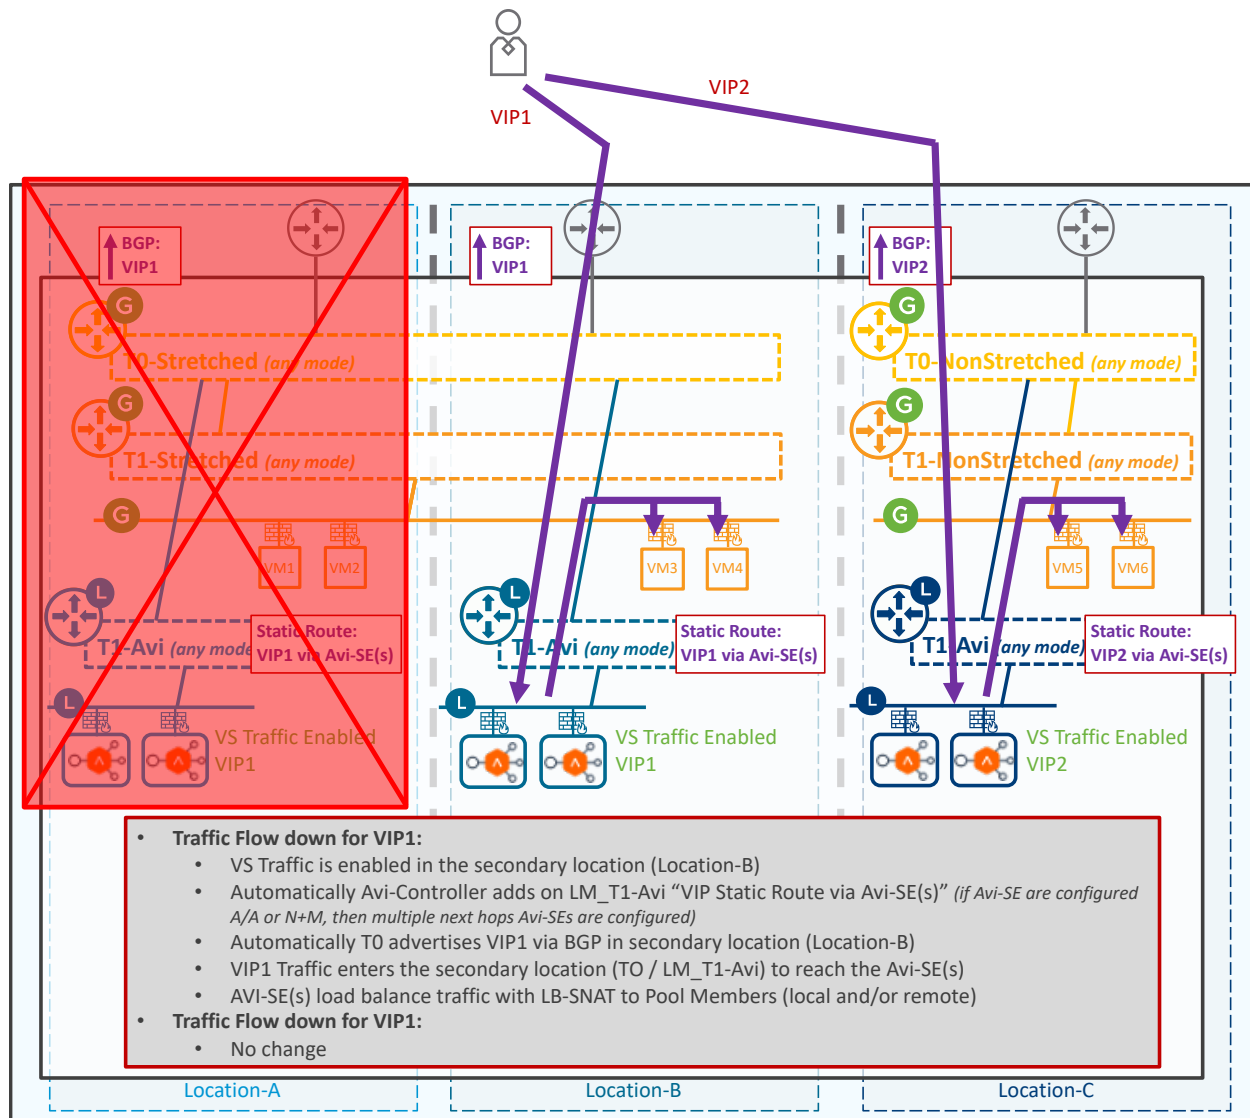 VIP2
VIP1
BGP:
VIP1
BGP:
VIP1
BGP:
VIP2
G
T0-Stretched (any mode)
G
T0-NonStretched (any mode)
G
T1-Stretched (any mode)
G
T1-NonStretched (any mode)
G
G
VM1
VM2
VM3
VM4
VM5
VM6
L
T1-Avi (any mode
Static Route:
VIP1 via Avi-SE(s)
L
T1-Avi (any mode)
Static Route:
VIP1 via Avi-SE(s)
L
T1-Avi (any mode)
Static Route:
VIP2 via Avi-SE(s)
L
VS Traffic Enabled
VIP1
L
VS Traffic Enabled
VIP1
L
VS Traffic Enabled
VIP2
• Traffic Flow down for VIP1:
• VS Traffic is enabled in the secondary location (Location-B)
• Automatically Avi-Controller adds on LM_T1-Avi “VIP Static Route via Avi-SE(s)” (if Avi-SE are configured
A/A or N+M, then multiple next hops Avi-SEs are configured)
• Automatically T0 advertises VIP1 via BGP in secondary location (Location-B)
• VIP1 Traffic enters the secondary location (TO / LM_T1-Avi) to reach the Avi-SE(s)
• AVI-SE(s) load balance traffic with LB-SNAT to Pool Members (local and/or remote)
• Traffic Flow down for VIP1:
• No change
Location-A
Location-B
Location-C